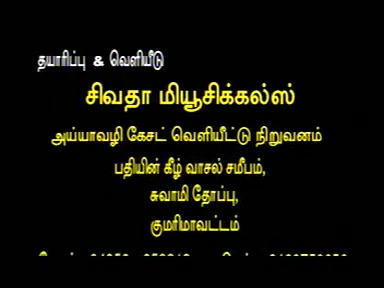 தயாரிப்பு & வெளியீடு
சிவதா மியூசிக்கல்ஸ்
அய்யாவழி கேசட் வெளியீட்டு நிறுவனம்
பதியின் கீழ் வாசல் சமீபம்,
சுவாமி தோப்பு,
குமரிமாவட்டம்